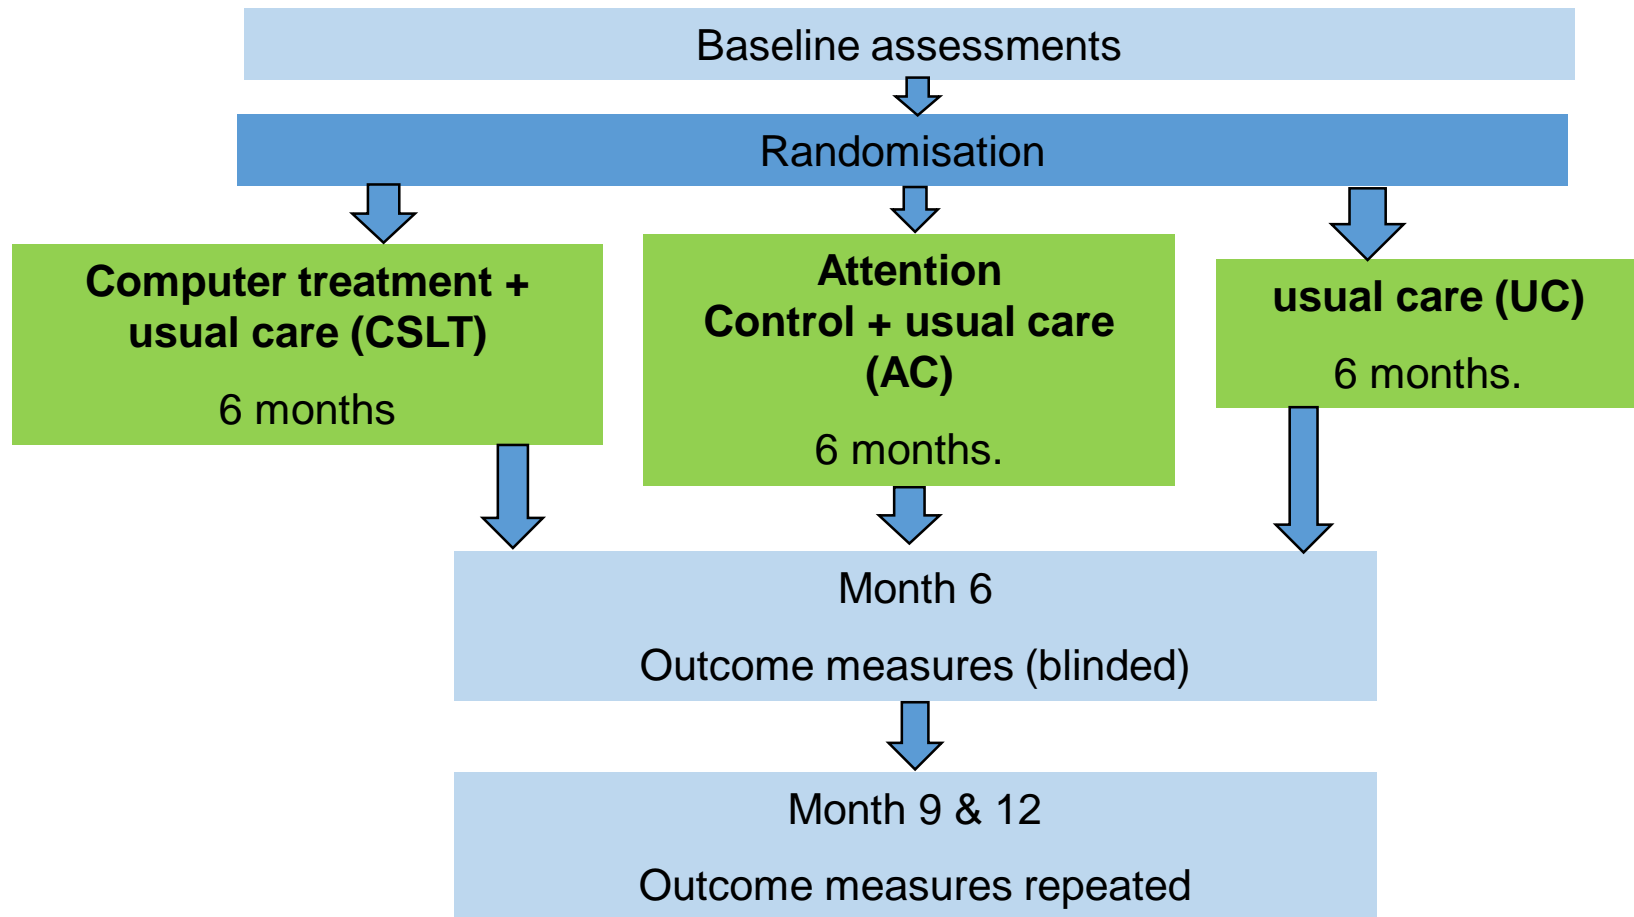 Baseline assessments
Randomisation
Computer treatment +
usual care (CSLT)
6 months
Attention
Control + usual care
(AC)
6 months.
usual care (UC)
6 months.
Month 6
Outcome measures (blinded)
Month 9 & 12
Outcome measures repeated